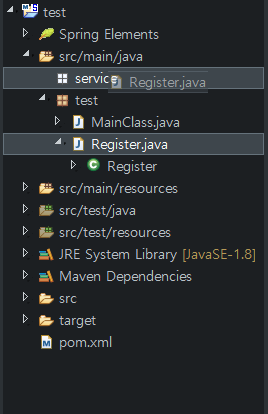 test
Spring Elements
src/main/java
service
Register.java
test
MainClass.java
Register.java
Register
src/main/resources
src/test/java
src/test/resources
JRE System Library [JavaSE-1.8]
Maven Dependencies
src
target
pom.xml